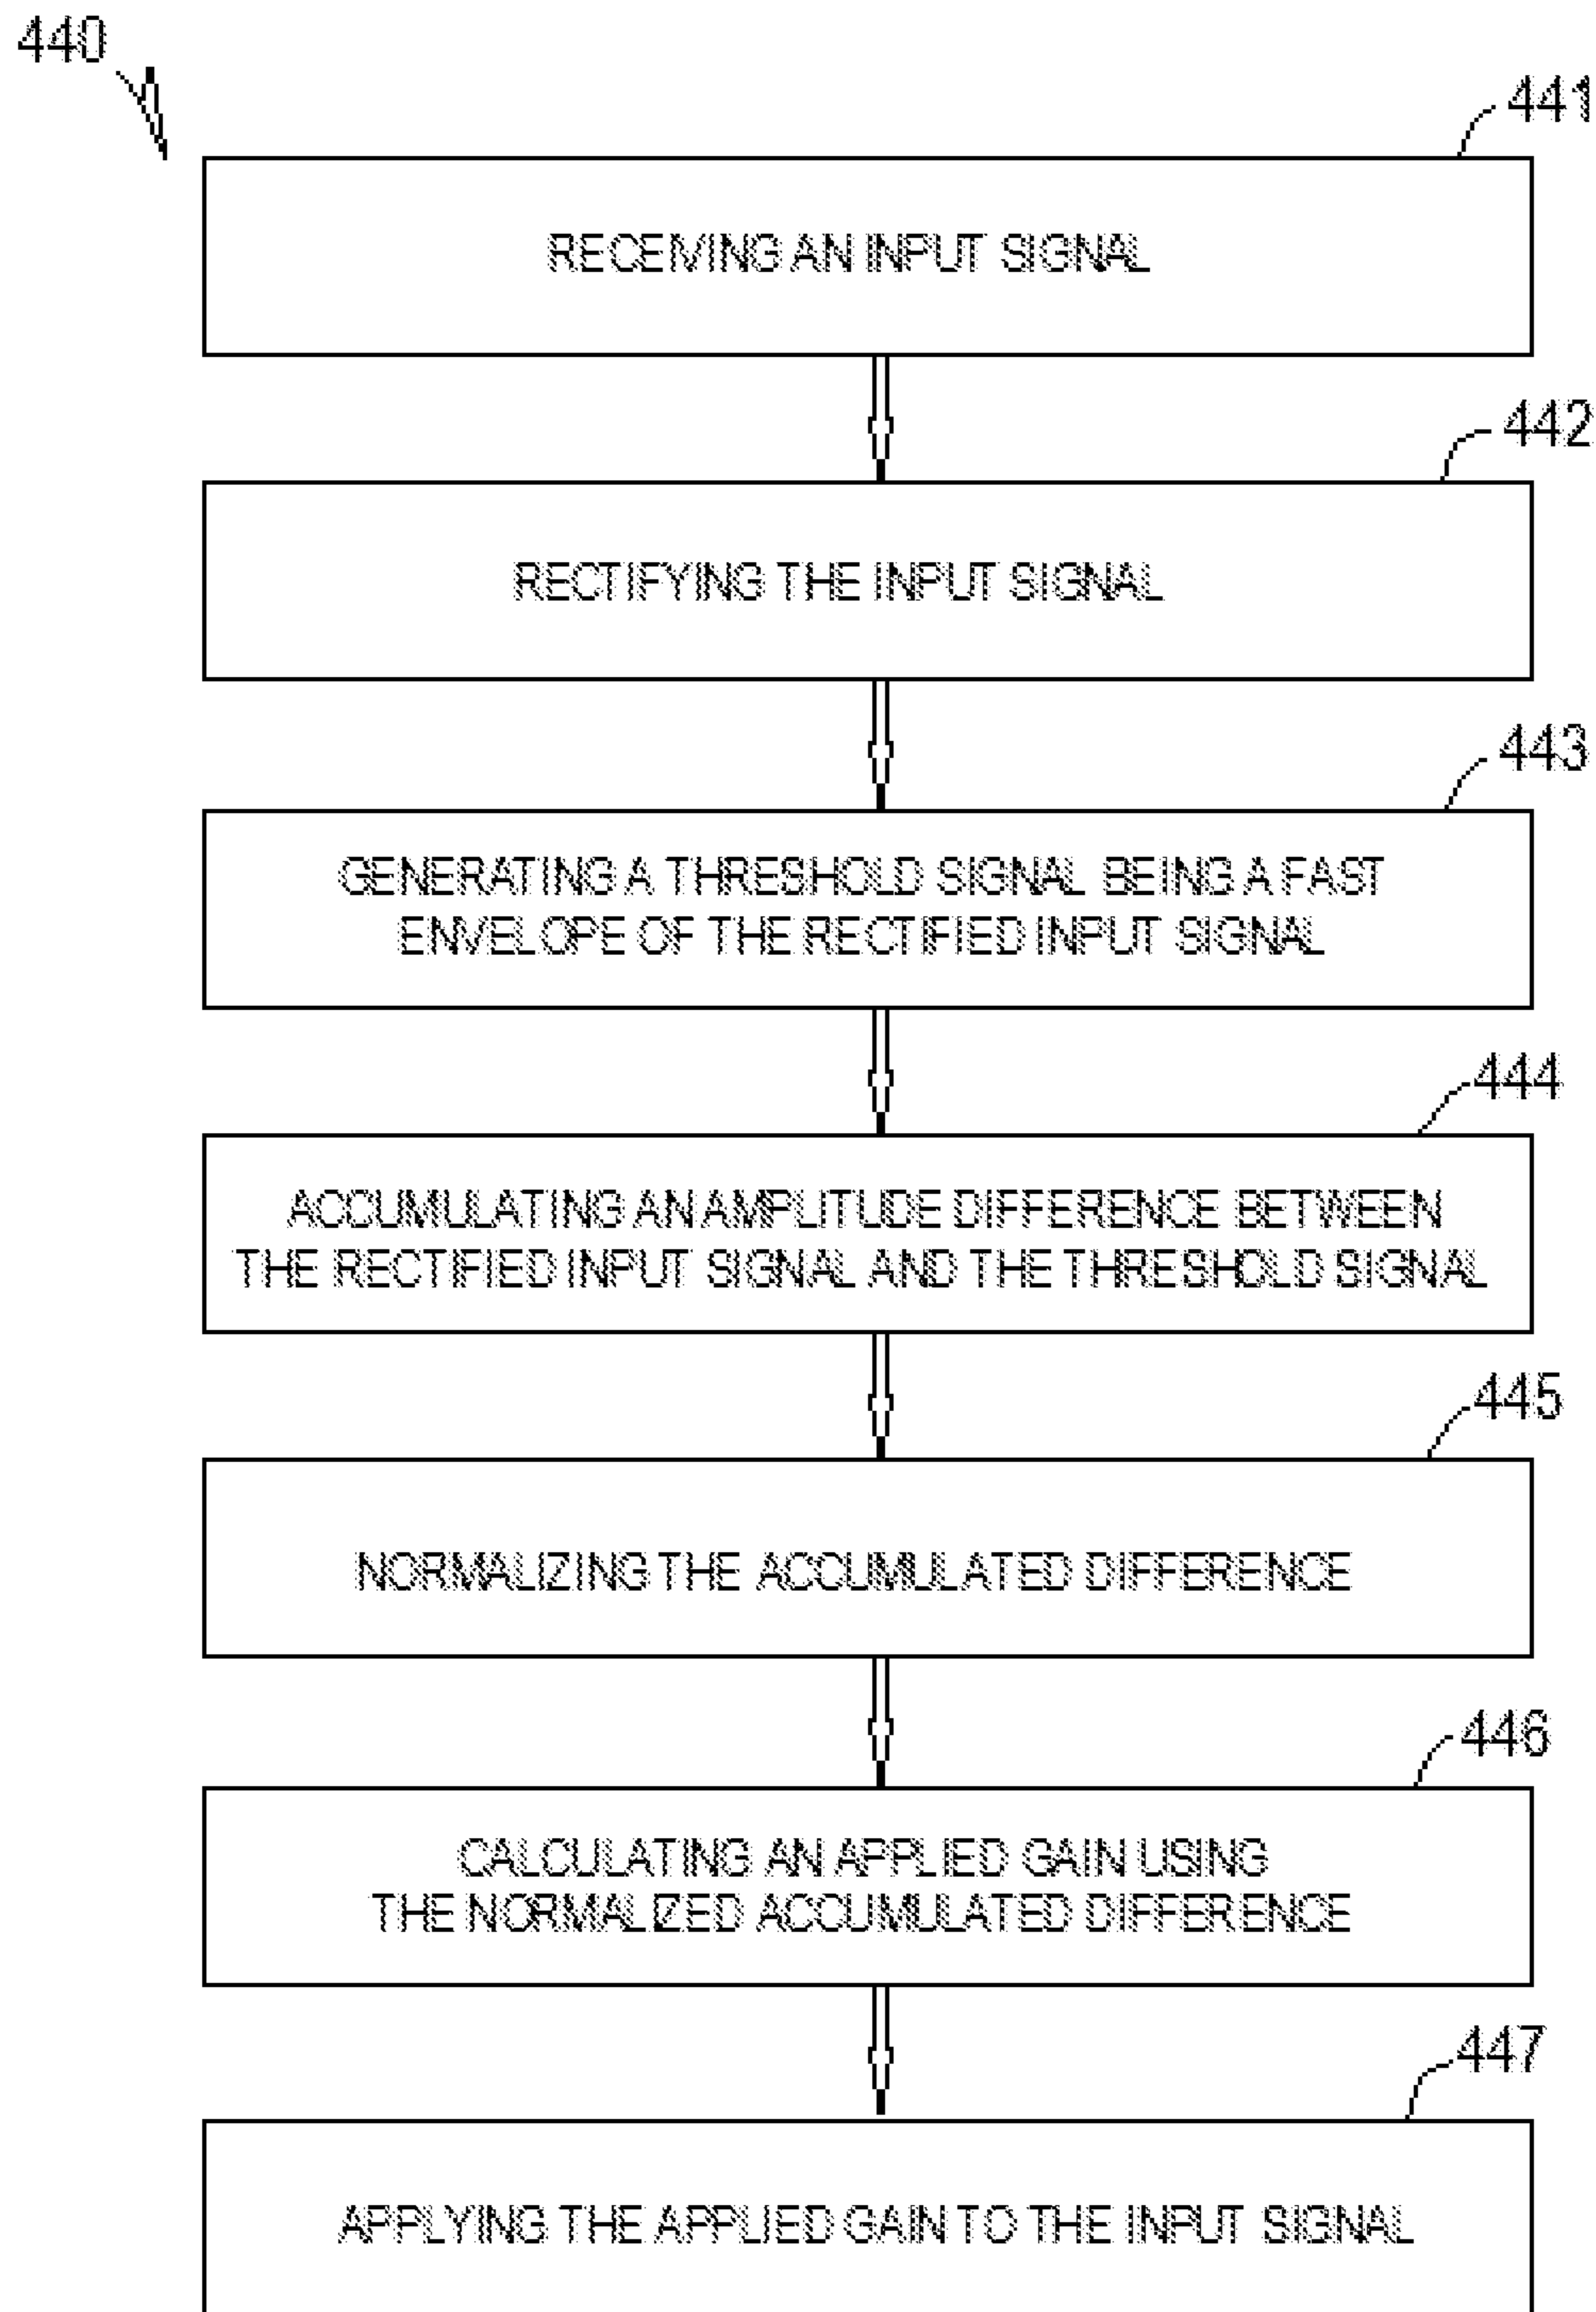 440
441
RECEIVING AN INPUT SIGNAL
442
RECTIFYING THE INPUT SIGNAL
443
GENERATING A THRESHOLD SIGNAL BEING A FAST
ENVELOPE OF THE RECTIFIED INPUT SIGNAL
444
ACCUMULATING AN AMPLITUDE DIFFERENCE BETWEEN
THE RECTIFIED INPUT SIGNAL AND THE THRESHOLD SIGNAL
445
NORMALIZING THE ACCUMULATED DIFFERENCE
446
CALCULATING AN APPLIED GAIN USING
THE NORMALIZED ACCUMULATED DIFFERENCE
447
APPLYING THE APPLIED GAIN TO THE INPUT SIGNAL